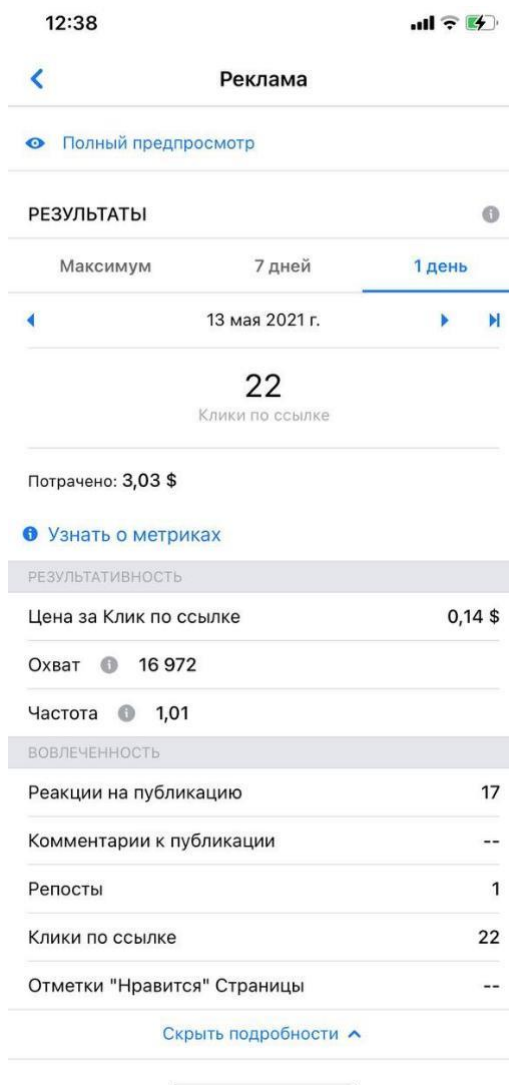 12:38
Реклама
Полный предпросмотр
РЕЗУЛЬТАТЫ
Максимум 7 дней 1 день
13 мая 2021 г.
22
Клики по ссылке
Потрачено: 3,03 $
Узнать о метриках
РЕЗУЛЬТАТИВНОСТЬ
Цена за Клик по ссылке 0,14 $
Охват 16 972
Частота 1,01
ВОВЛЕЧЕННОСТЬ
Реакции на публикацию 17
Комментарии к публикации --
Репосты 1
Клики по ссылке 22
Отметки "Нравится" Страницы --
Скрыть подробности